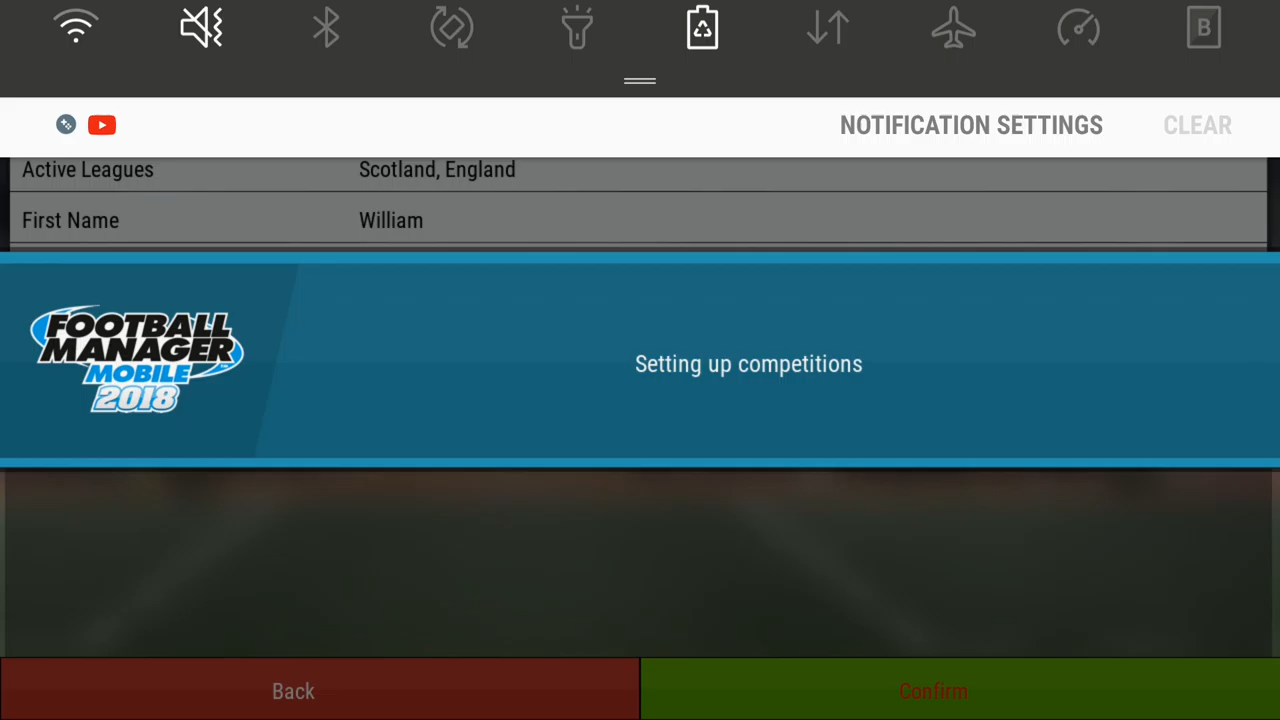 B
NOTIFICATION SETTINGS
CLEAR
Active Leagues
Scotland, England
First Name
William
FOOTBALL
MANAGER
MOBILE
2018
Setting up competitions
Back
Confirm